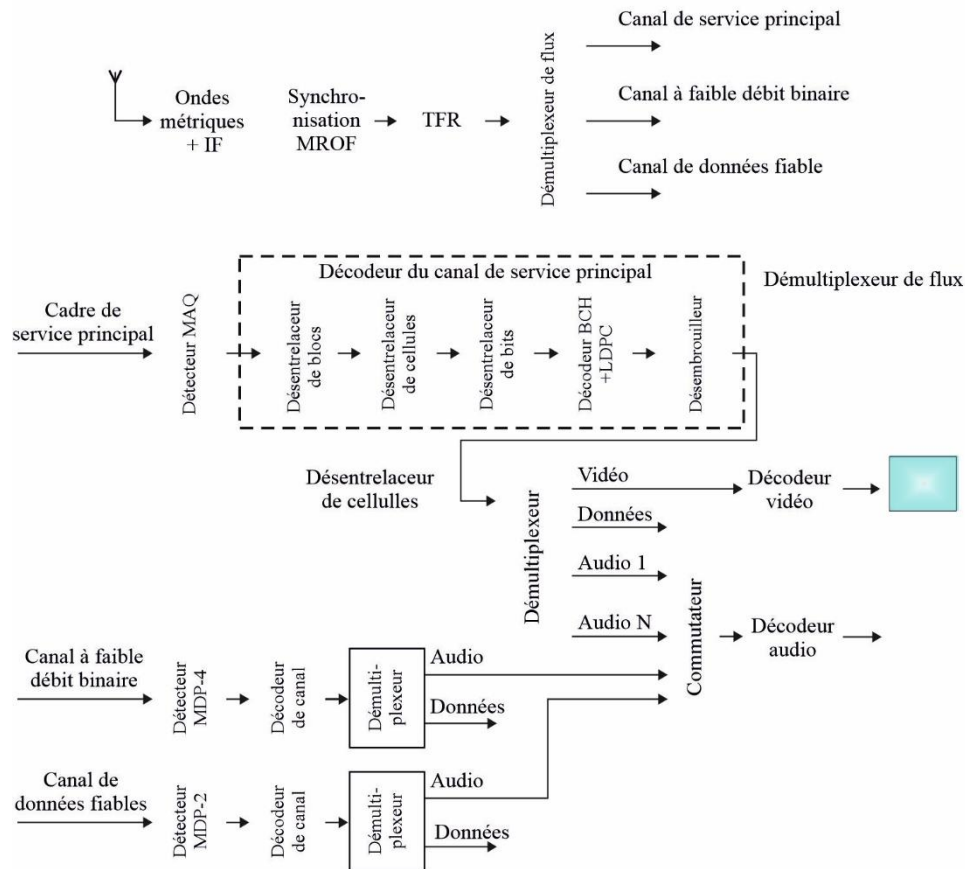 Canal de service principal
Ondes
métriques
+ IF
Synchro-
nisation
MROF
TFR
Démultiplexeur de flux
Canal à faible débit binaire
Canal de données fiable
Décodeur du canal de service principal
Démultiplexeur de flux
Cadre de
service principal
Détecteur MAQ
Désentrelaceur
de blocs
Désentrelaceur
de cellules
Désentrelaceur
de bits
Décodeur BCH
+LDPC
Désembrouilleur
Désentrelaceur
de cellulles
Démultiplexeur
Vidéo
Décodeur
vidéo
Données
Audio 1
Audio N
Commutateur
Décodeur
audio
Canal à faible
débit binaire
Détecteur
MDP-4
Décodeur
de canal
Démulti-
plexeur
Audio
Données
Canal de
données fiables
Détecteur
MDP-2
Décodeur
de canal
Démulti-
plexeur
Audio
Données